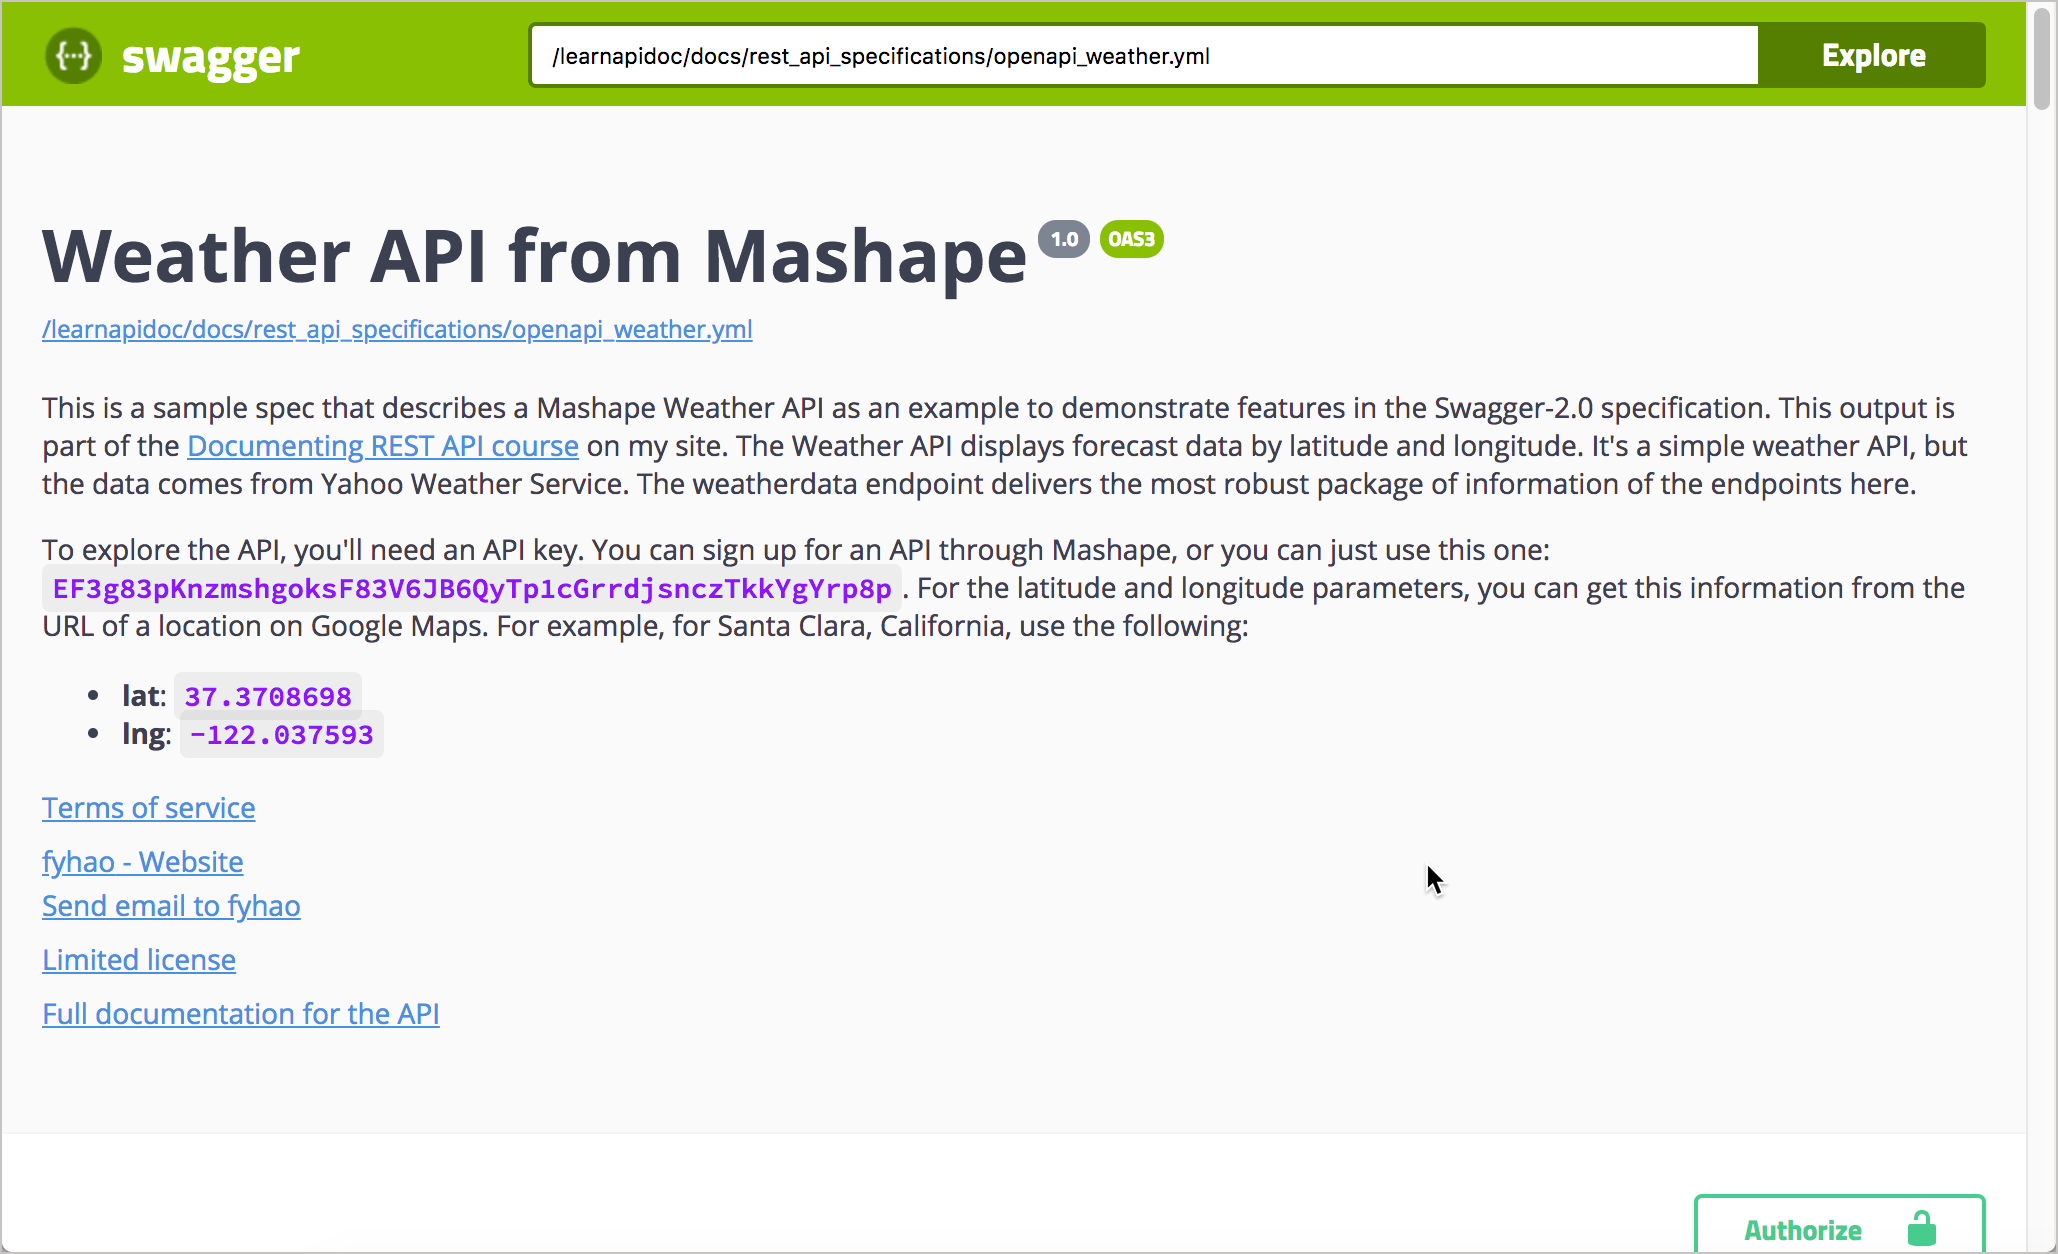 {···} swagger
/learnapidoc/docs/rest_api_specifications/openapi_weather.yml
Explore
Weather API from Mashape 1.0 OAS3
/learnapidoc/docs/rest_api_specifications/openapi_weather.yml
This is a sample spec that describes a Mashape Weather API as an example to demonstrate features in the Swagger-2.0 specification. This output is
part of the Documenting REST API course on my site. The Weather API displays forecast data by latitude and longitude. It's a simple weather API, but
the data comes from Yahoo Weather Service. The weatherdata endpoint delivers the most robust package of information of the endpoints here.
To explore the API, you'll need an API key. You can sign up for an API through Mashape, or you can just use this one:
EF3g83pKnzmshgoksF83V6JB6QyTp1cGrrdjsnczTkkYgYrp8p . For the latitude and longitude parameters, you can get this information from the
URL of a location on Google Maps. For example, for Santa Clara, California, use the following:
• lat: 37.3708698
• lng: -122.037593
Terms of service
fyhao - Website
Send email to fyhao
Limited license
Full documentation for the API
Authorize